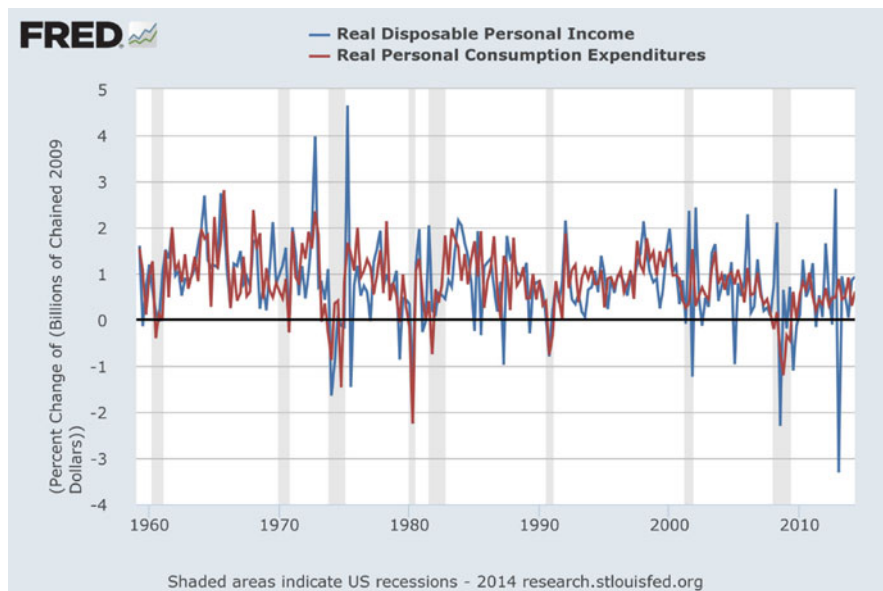 FRED
Real Disposable Personal Income
Real Personal Consumption Expenditures
(Percent Change of (Billions of Chained 2009
Dollars))
5
4
3
2
1
0
-1
-2
-3
-4
1960 1970 1980 1990 2000 2010
Shaded areas indicate US recessions - 2014 research.stlouisfed.org